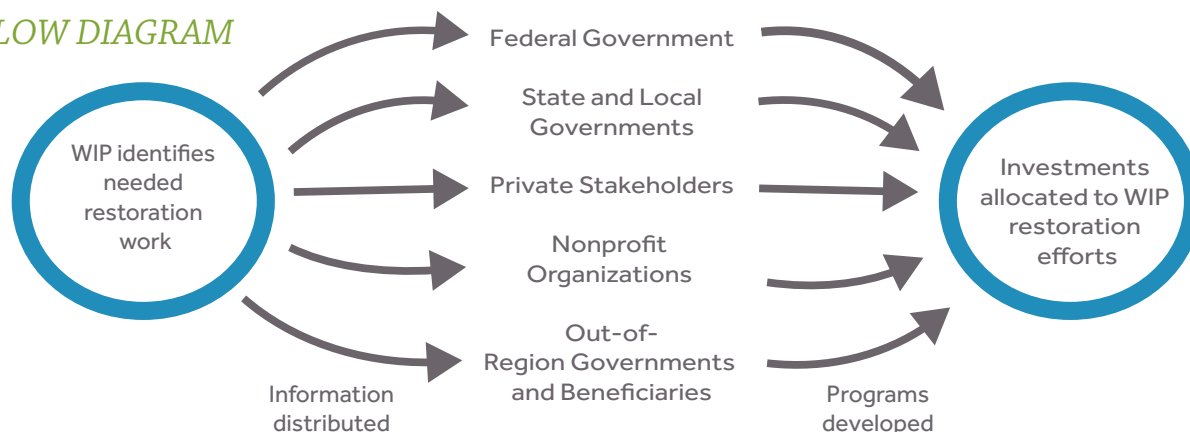 LOW DIAGRAM
WIP identifies
needed
restoration
work
Federal Government
State and Local
Governments
Private Stakeholders
Nonprofit
Organizations
Out-of-
Region Governments
and Beneficiaries
Information
distributed
Programs
developed
Investments
allocated to WIP
restoration
efforts